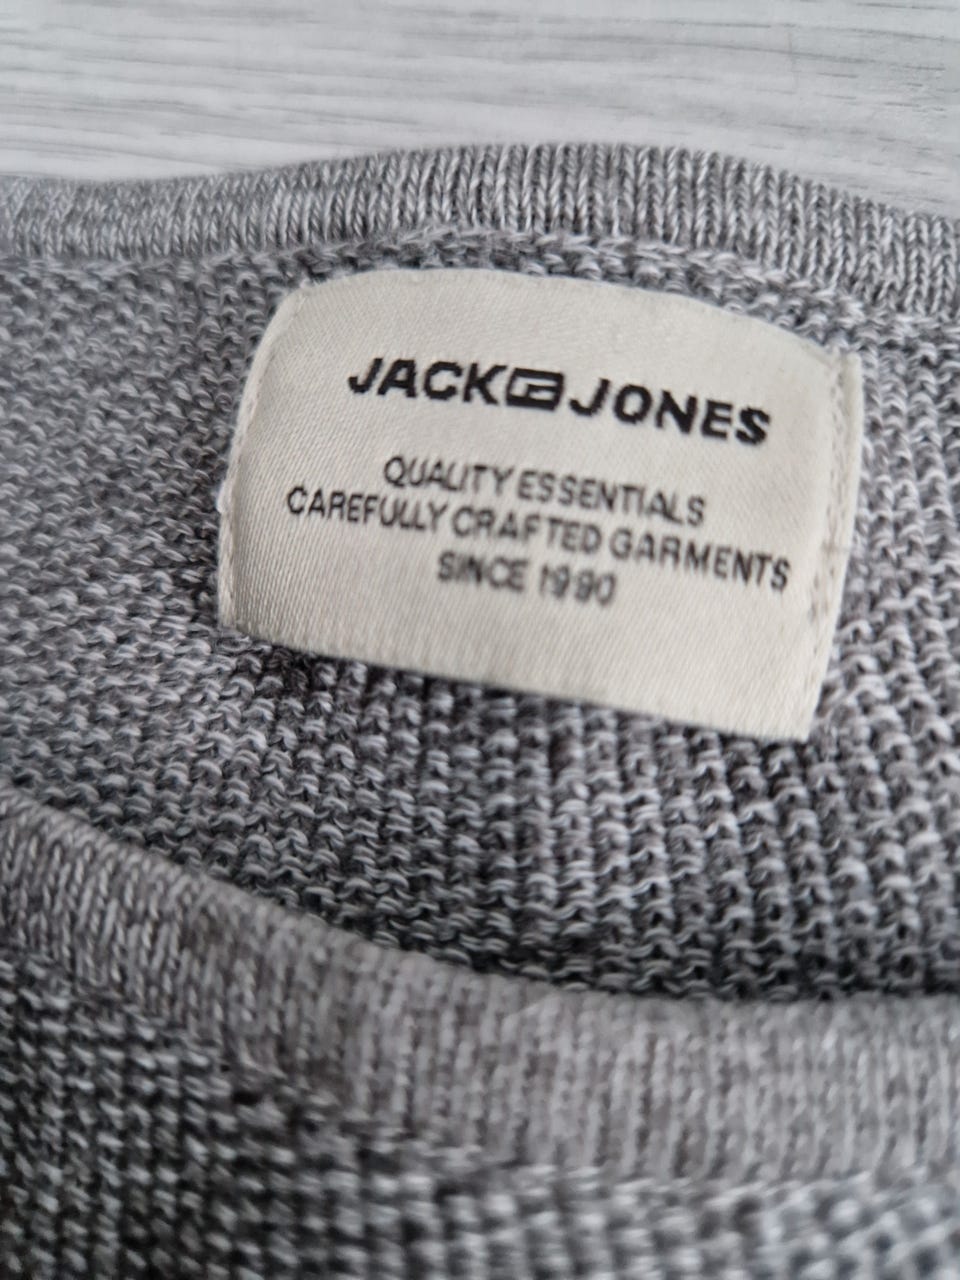 JACK & JONES
QUALITY ESSENTIALS
CAREFULLY CRAFTED GARMENTS
SINCE 1990